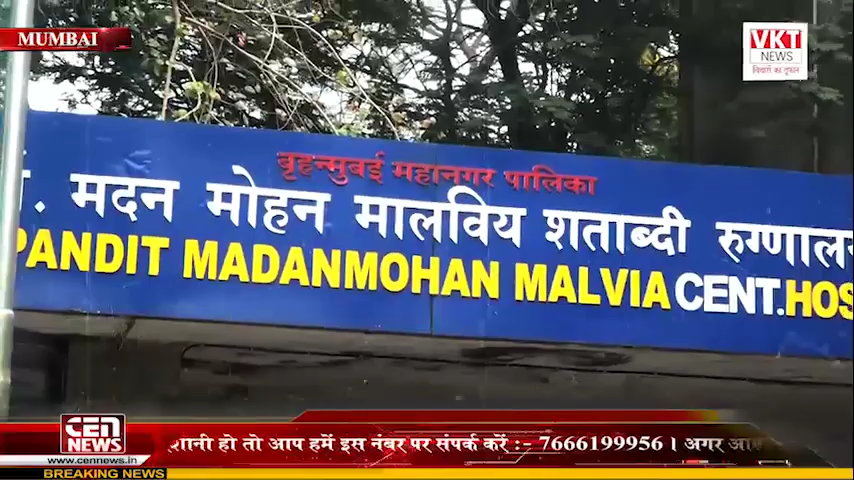 MUMBAI
VKT
NEWS
विचारों का तूफान
बृहन्मुबई महानगर पालिका
. मदन मोहन मालविय शताब्दी रुग्णालय
PANDIT MADANMOHAN MALVIA CENT.HOS
CEN
NEWS
www.cennews.in
शानी हो तो आप हमें इस नंबर पर संपर्क करें :- 7666199956। अगर
BREAKING NEWS